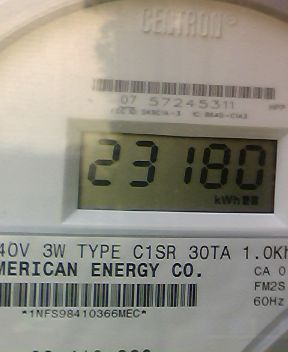 CELLTRON
07 57245311
23180
kWh
40V 3W TYPE C1SR 30TA 1.0K
MERICAN ENERGY CO.
CA 0
FM2S
60Hz
*1NFS98410366MEC*